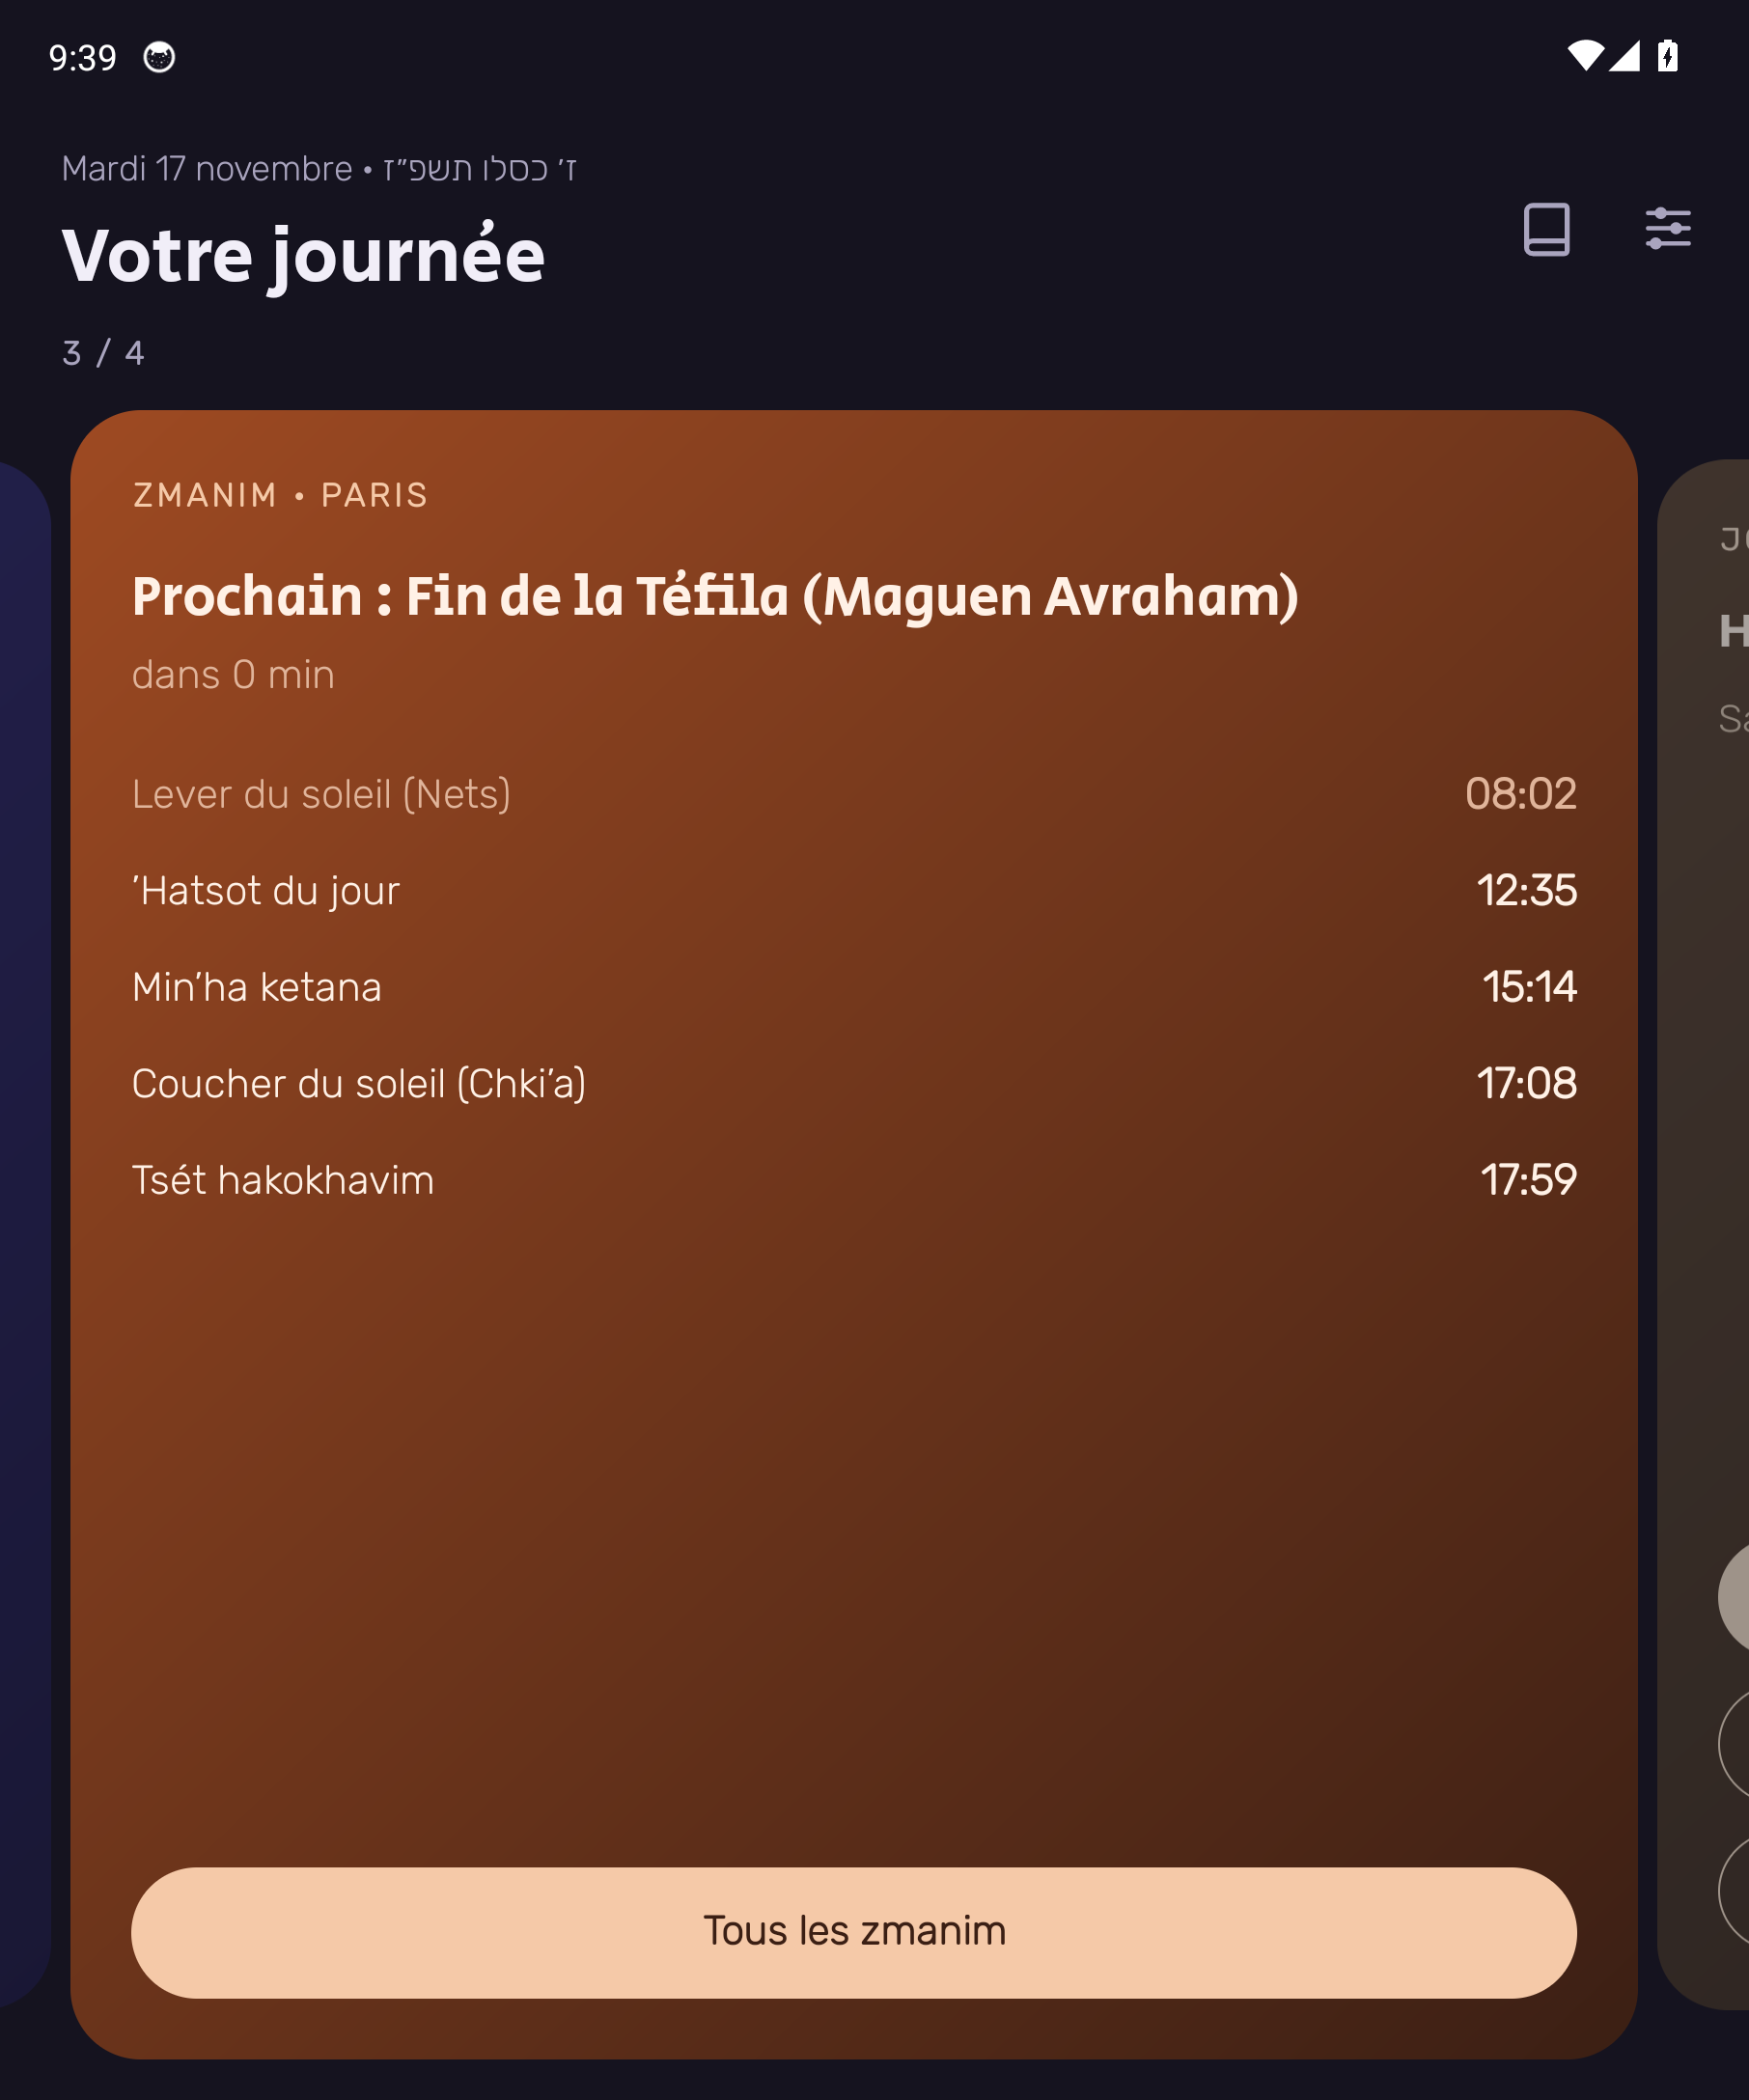 9:39
Mardi 17 novembre • ז׳ כסלו תשפ״ז
Votre journée
3 / 4
ZMANIM • PARIS
Prochain : Fin de la Téfila (Maguen Avraham)
dans 0 min
Lever du soleil (Nets) 08:02
’Hatsot du jour 12:35
Min’ha ketana 15:14
Coucher du soleil (Chki’a) 17:08
Tsét hakokhavim 17:59
Tous les zmanim